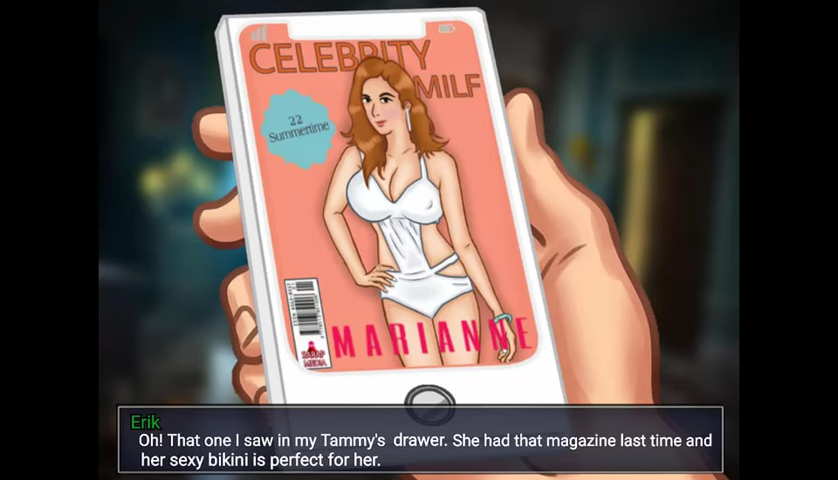 CELEBRITY
MILF
22
Summertime
MARIANNE
Erik
Oh! That one I saw in my Tammy's drawer. She had that magazine last time and
her sexy bikini is perfect for her.